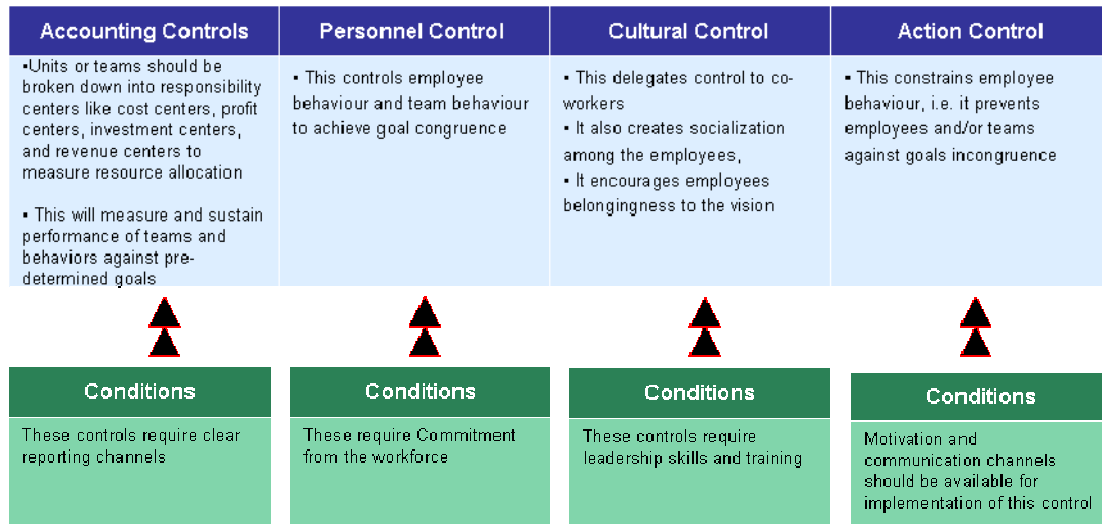 Accounting Controls
▪Units or teams should be
broken down into responsibility
centers like cost centers, profit
centers, investment centers,
and revenue centers to
measure resource allocation
▪ This will measure and sustain
performance of teams and
behaviors against pre-
determined goals
Personnel Control
▪ This controls employee
behaviour and team behaviour
to achieve goal congruence
Cultural Control
▪ This delegates control to co-
workers
▪ It also creates socialization
among the employees,
▪ It encourages employees
belongingness to the vision
Action Control
▪ This constrains employee
behaviour, i.e. it prevents
employees and/or teams
against goals incongruence
Conditions
These controls require clear
reporting channels
Conditions
These require Commitment
from the workforce
Conditions
These controls require
leadership skills and training
Conditions
Motivation and
communication channels
should be available for
implementation of this control